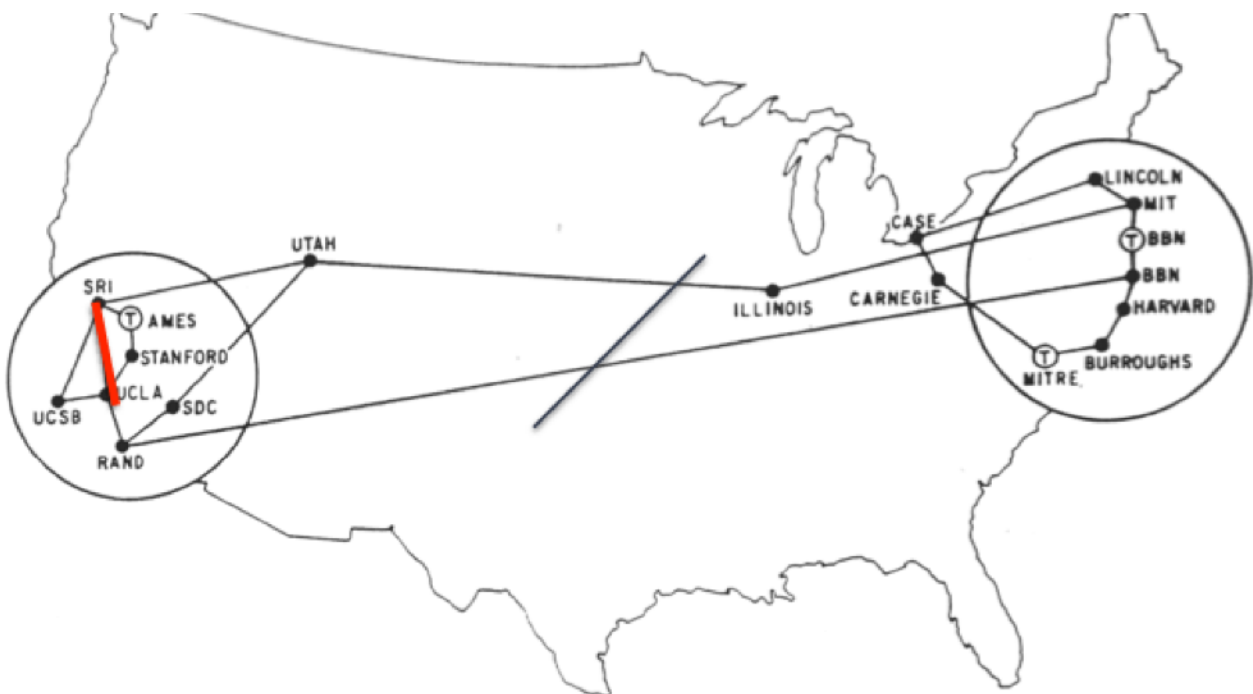 LINCOLN
MIT
CASE
T BBN
UTAH
BBN
SRI
ILLINOIS
CARNEGIE
HARVARD
T AMES
STANFORD
BURROUGHS
T
MITRE
UCLA
SDC
UCSB
RAND